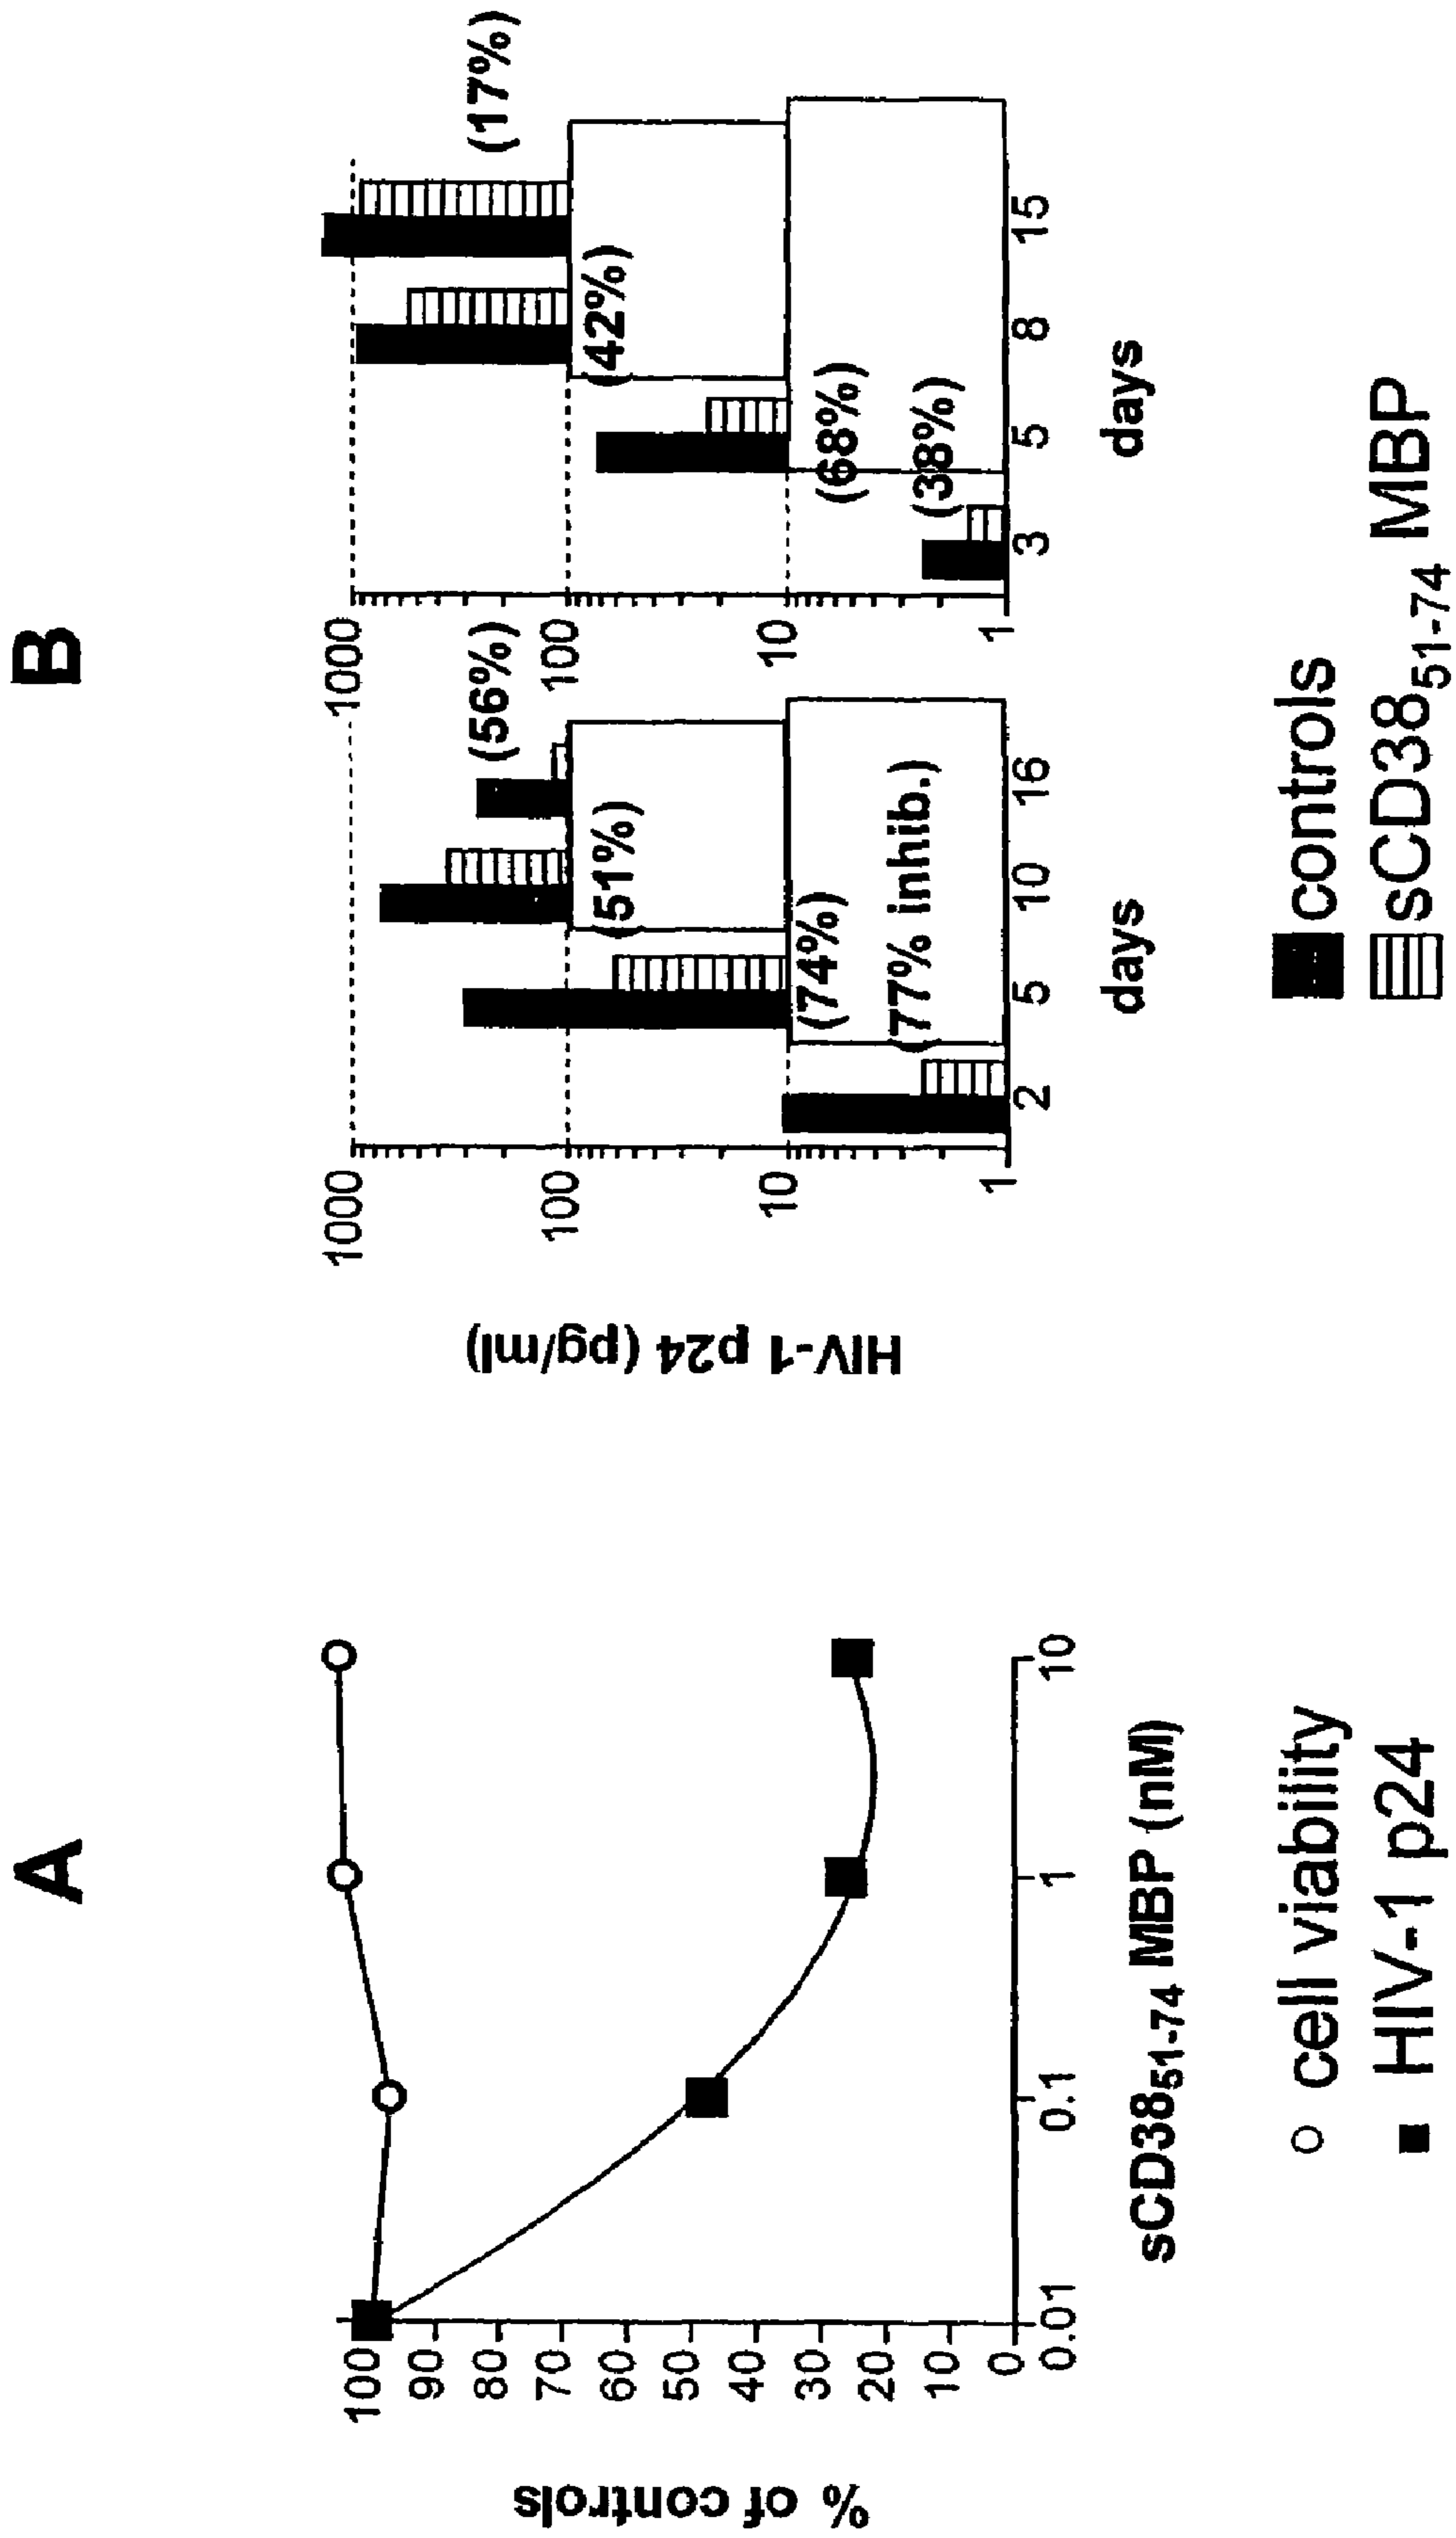 A
% of controls
100
90
80
70
60
50
40
30
20
10
0
0.01 0.1 1 10
sCD3851-74 MBP (nM)
cell viability
HIV-1 p24
B
HIV-1 p24 (pg/ml)
1000
100
10
1
(56%)
(51%)
(74%)
(77% inhib.)
2 5 10 16
days
1000
100
10
1
(17%)
(42%)
(68%)
(38%)
3 5 8 15
days
controls
sCD3851-74 MBP